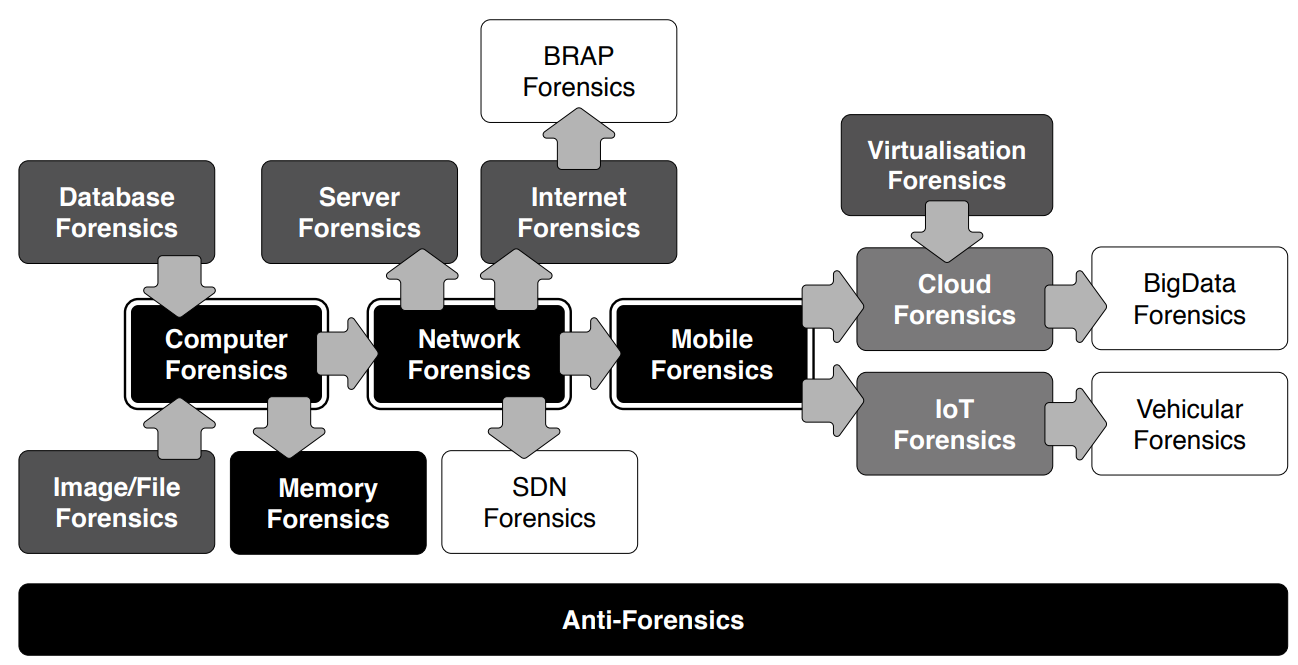 BRAP
Forensics
Virtualisation
Forensics
Database
Forensics
Server
Forensics
Internet
Forensics
Cloud
Forensics
BigData
Forensics
Computer
Forensics
Network
Forensics
Mobile
Forensics
IoT
Forensics
Vehicular
Forensics
Image/File
Forensics
Memory
Forensics
SDN
Forensics
Anti-Forensics